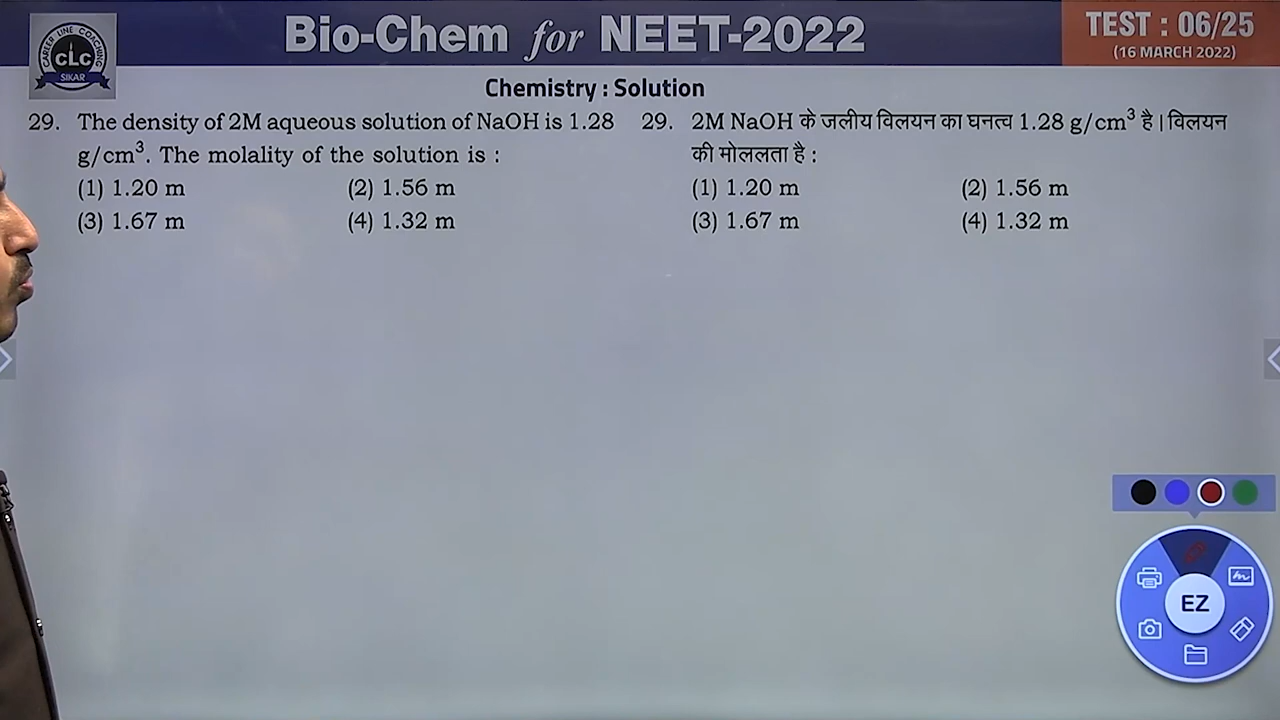 CAREER LINE COACHING
CLC
SIKAR
Bio-Chem for NEET-2022
TEST : 06/25
(16 MARCH 2022)
Chemistry : Solution
29. The density of 2M aqueous solution of NaOH is 1.28
g/cm³. The molality of the solution is :
(1) 1.20 m (2) 1.56 m
(3) 1.67 m (4) 1.32 m
29. 2M NaOH के जलीय विलयन का घनत्व 1.28 g/cm³ है। विलयन
की मोललता है :
(1) 1.20 m (2) 1.56 m
(3) 1.67 m (4) 1.32 m
EZ